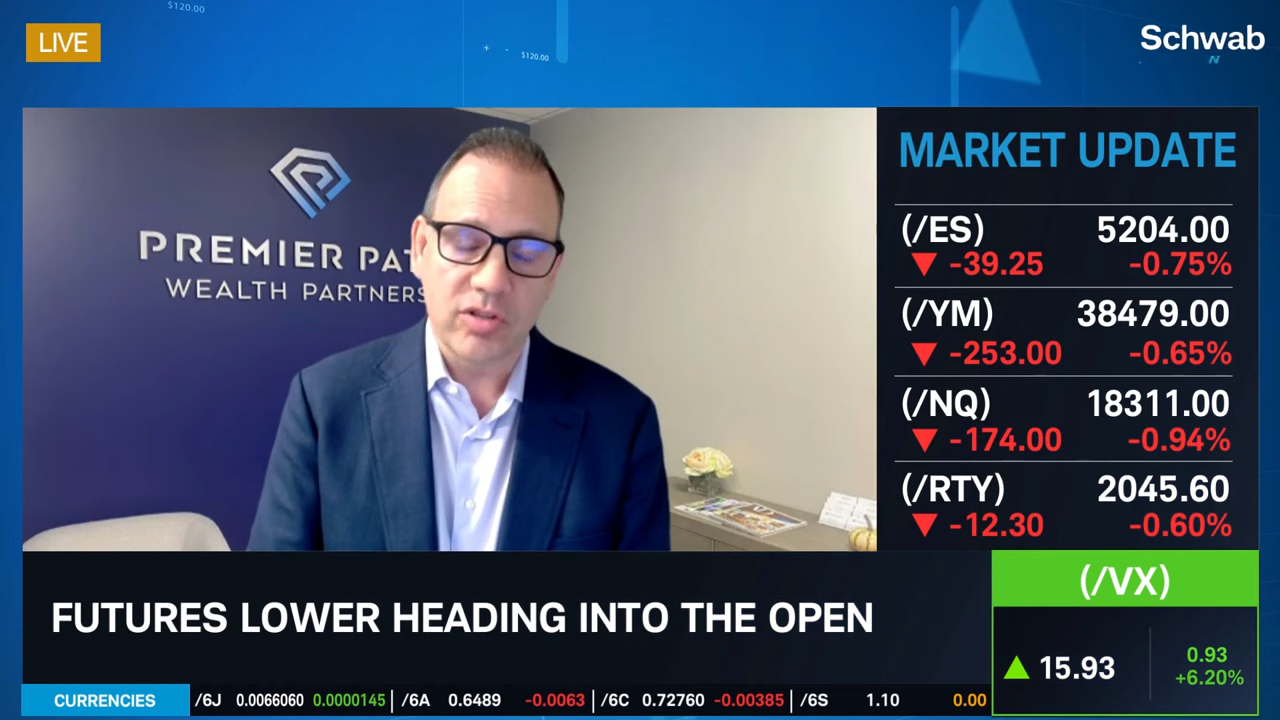 $120.00
LIVE
$120.00
Schwab
PREMIER PAT
WEALTH PARTNERS
MARKET UPDATE
(/ES) 5204.00
▼ -39.25 -0.75%
(/YM) 38479.00
▼ -253.00 -0.65%
(/NQ) 18311.00
▼ -174.00 -0.94%
(/RTY) 2045.60
▼ -12.30 -0.60%
FUTURES LOWER HEADING INTO THE OPEN
(/VX)
▲ 15.93
0.93
+6.20%
CURRENCIES /6J 0.0066060 0.0000145 /6A 0.6489 -0.0063 /6C 0.72760 -0.00385 /6S 1.10 0.00